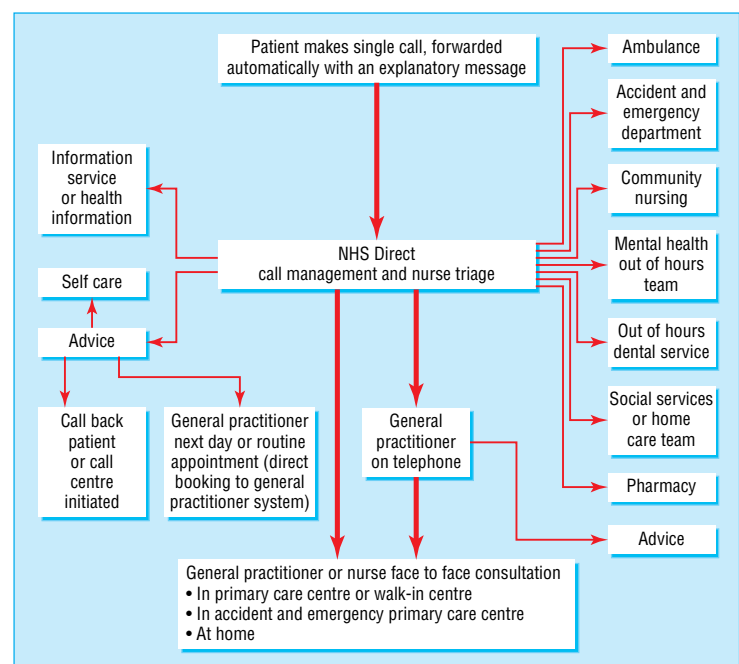 Patient makes single call, forwarded
automatically with an explanatory message
Ambulance
Accident and
emergency
department
Information
service
or health
information
Community
nursing
NHS Direct
call management and nurse triage
Mental health
out of hours
team
Self care
Advice
Out of hours
dental service
Call back
patient
or call
centre
initiated
General practitioner
next day or routine
appointment (direct
booking to general
practitioner system)
General
practitioner
on telephone
Social services
or home
care team
Pharmacy
Advice
General practitioner or nurse face to face consultation
• In primary care centre or walk-in centre
• In accident and emergency primary care centre
• At home